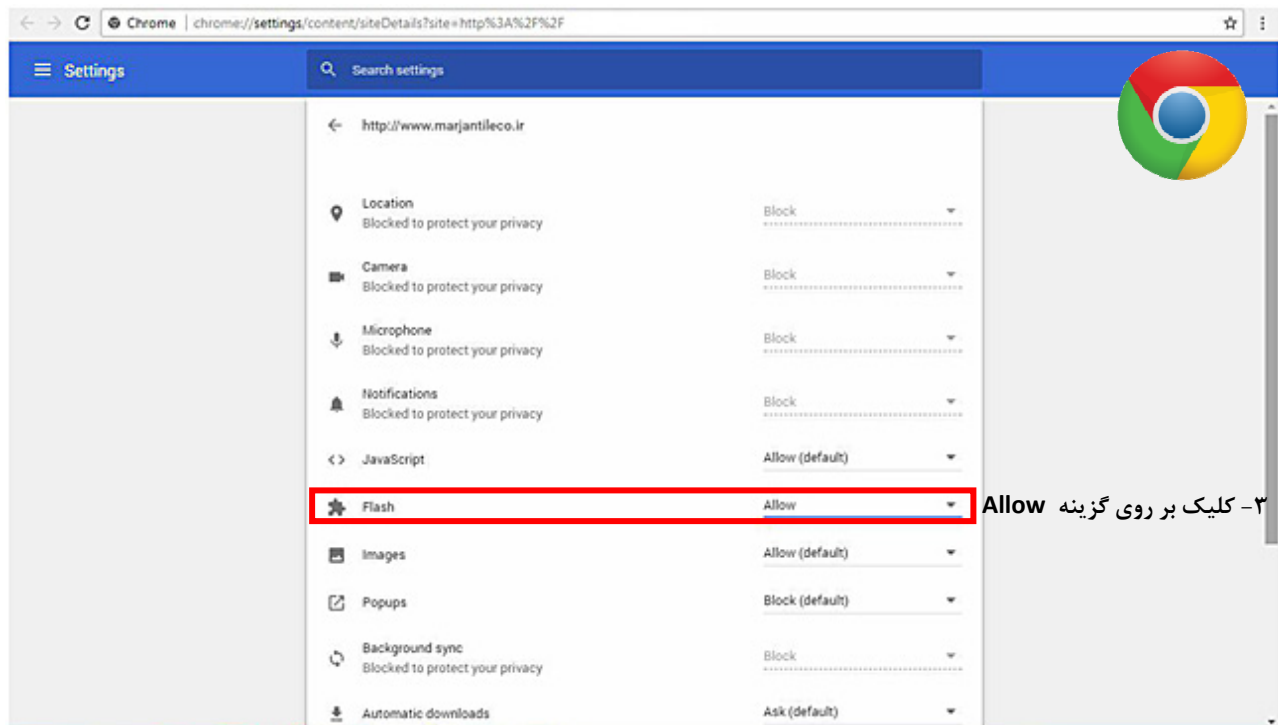 Chrome | chrome://settings/content/siteDetails?site=http%3A%2F%2F
Settings
Search settings
http://www.marjantileco.ir
Location
Blocked to protect your privacy
Block
Camera
Blocked to protect your privacy
Block
Microphone
Blocked to protect your privacy
Block
Notifications
Blocked to protect your privacy
Block
JavaScript
Allow (default)
Flash
Allow
۳- کلیک بر روی گزینه Allow
Images
Allow (default)
Popups
Block (default)
Background sync
Blocked to protect your privacy
Block
Automatic downloads
Ask (default)